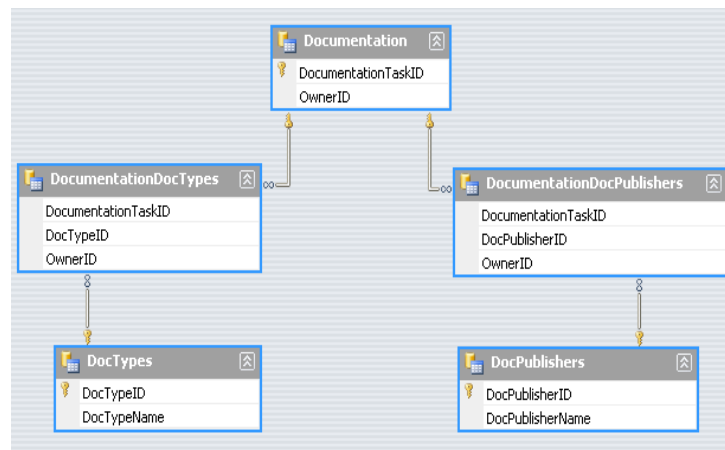 Documentation
DocumentationTaskID
OwnerID
DocumentationDocTypes
DocumentationTaskID
DocTypeID
OwnerID
DocumentationDocPublishers
DocumentationTaskID
DocPublisherID
OwnerID
DocTypes
DocTypeID
DocTypeName
DocPublishers
DocPublisherID
DocPublisherName